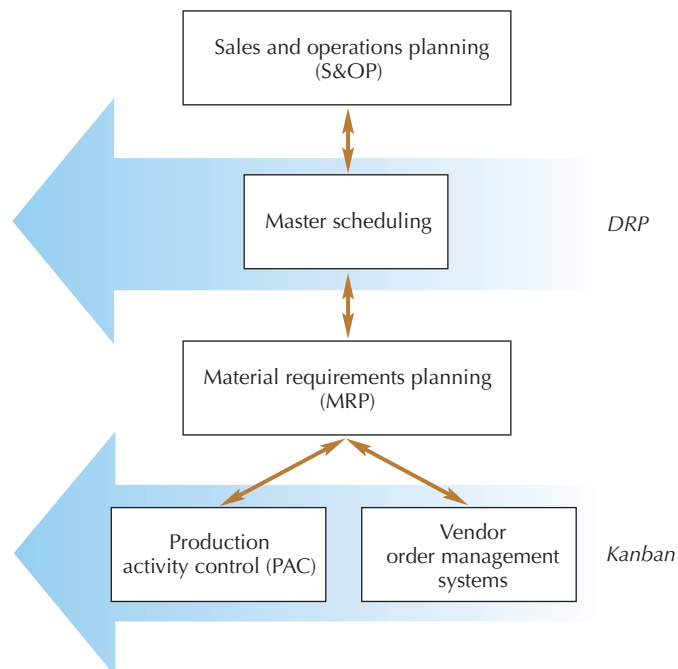 Sales and operations planning
(S&OP)
Master scheduling
DRP
Material requirements planning
(MRP)
Production
activity control (PAC)
Vendor
order management
systems
Kanban